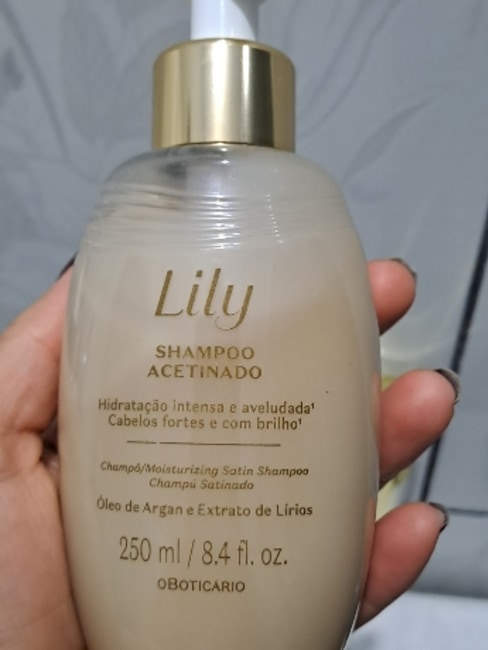 Lily
SHAMPOO
ACETINADO
Hidratação intensa e aveludada¹
Cabelos fortes e com brilho¹
Champô/Moisturizing Satin Shampoo
Champú Satinado
Óleo de Argan e Extrato de Lírios
250 ml / 8.4 fl. oz.
oBOTICÁRIO